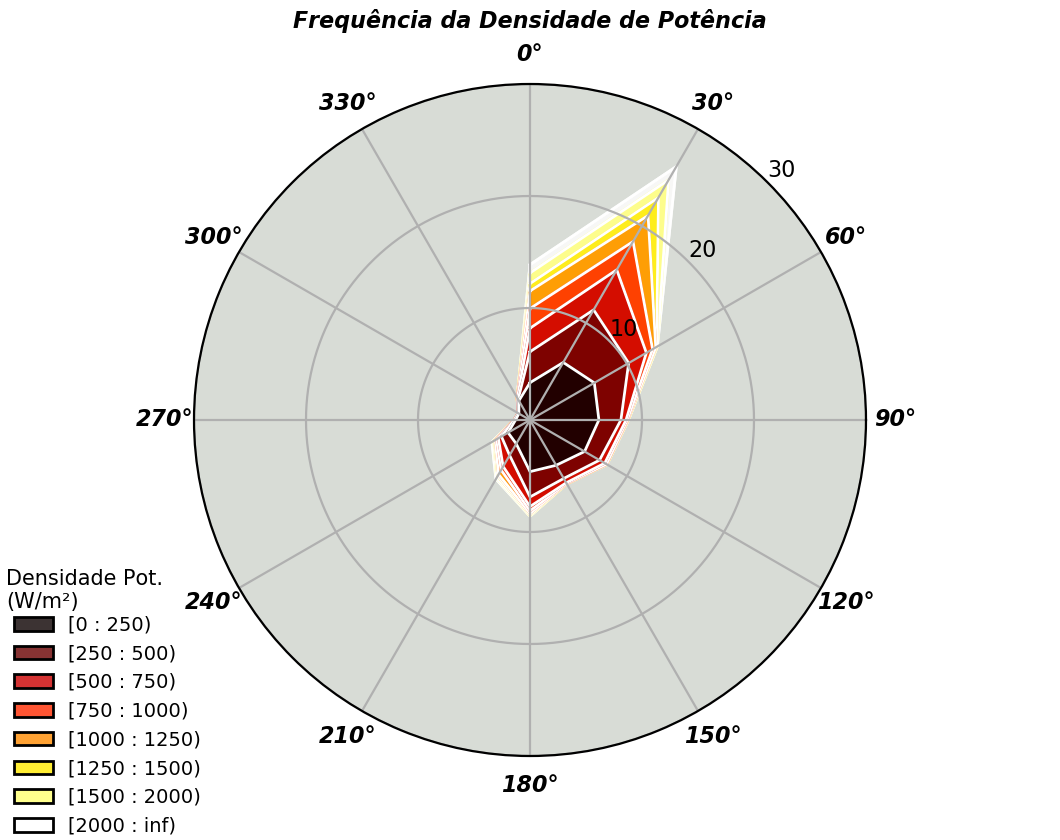 Frequência da Densidade de Potência
0°
330°
30°
30
300°
60°
20
10
270°
90°
240°
120°
210°
150°
180°
Densidade Pot.
(W/m²)
[0 : 250)
[250 : 500)
[500 : 750)
[750 : 1000)
[1000 : 1250)
[1250 : 1500)
[1500 : 2000)
[2000 : inf)